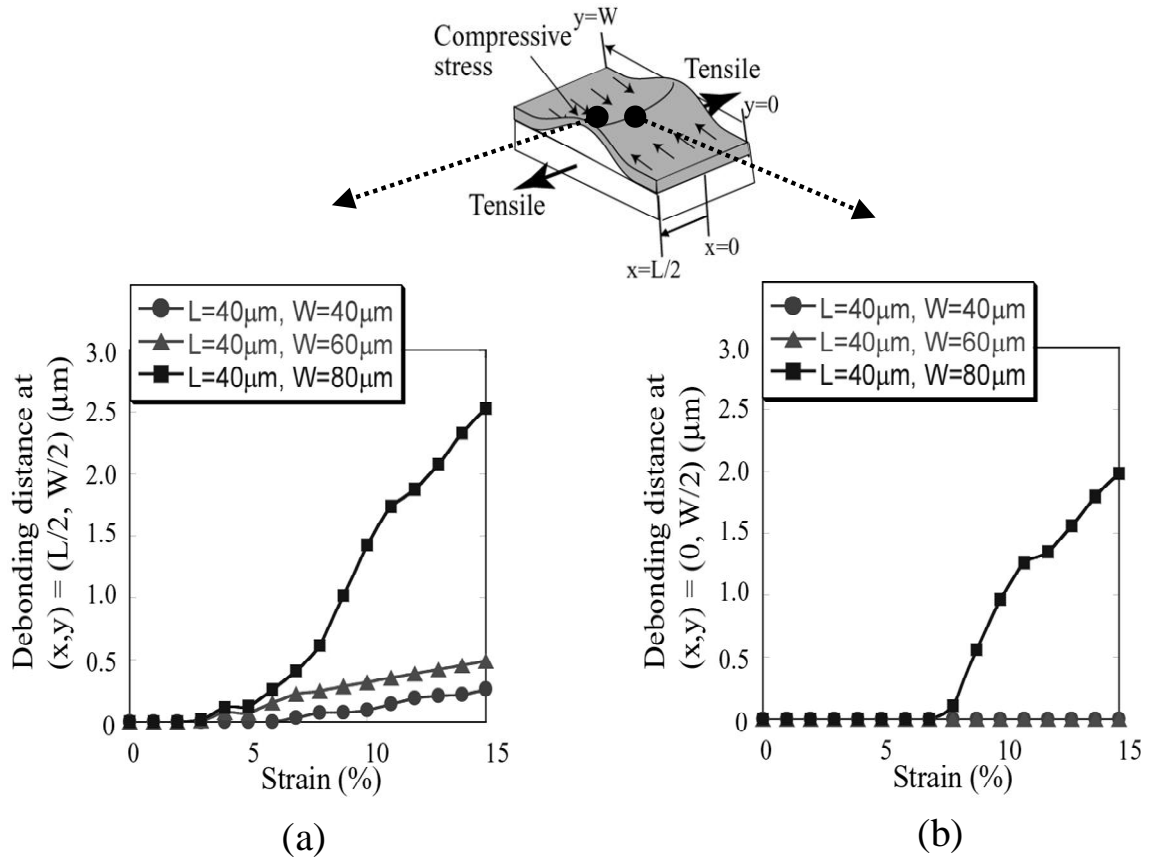 y=W
Compressive
stress
Tensile
y=0
Tensile
x=0
x=L/2
L=40μm, W=40μm
L=40μm, W=60μm
L=40μm, W=80μm
Debonding distance at
(x,y) = (L/2, W/2) (μm)
3.0
2.5
2.0
1.5
1.0
0.5
0
0
5
10
15
Strain (%)
(a)
L=40μm, W=40μm
L=40μm, W=60μm
L=40μm, W=80μm
Debonding distance at
(x,y) = (0, W/2) (μm)
3.0
2.5
2.0
1.5
1.0
0.5
0
0
5
10
15
Strain (%)
(b)